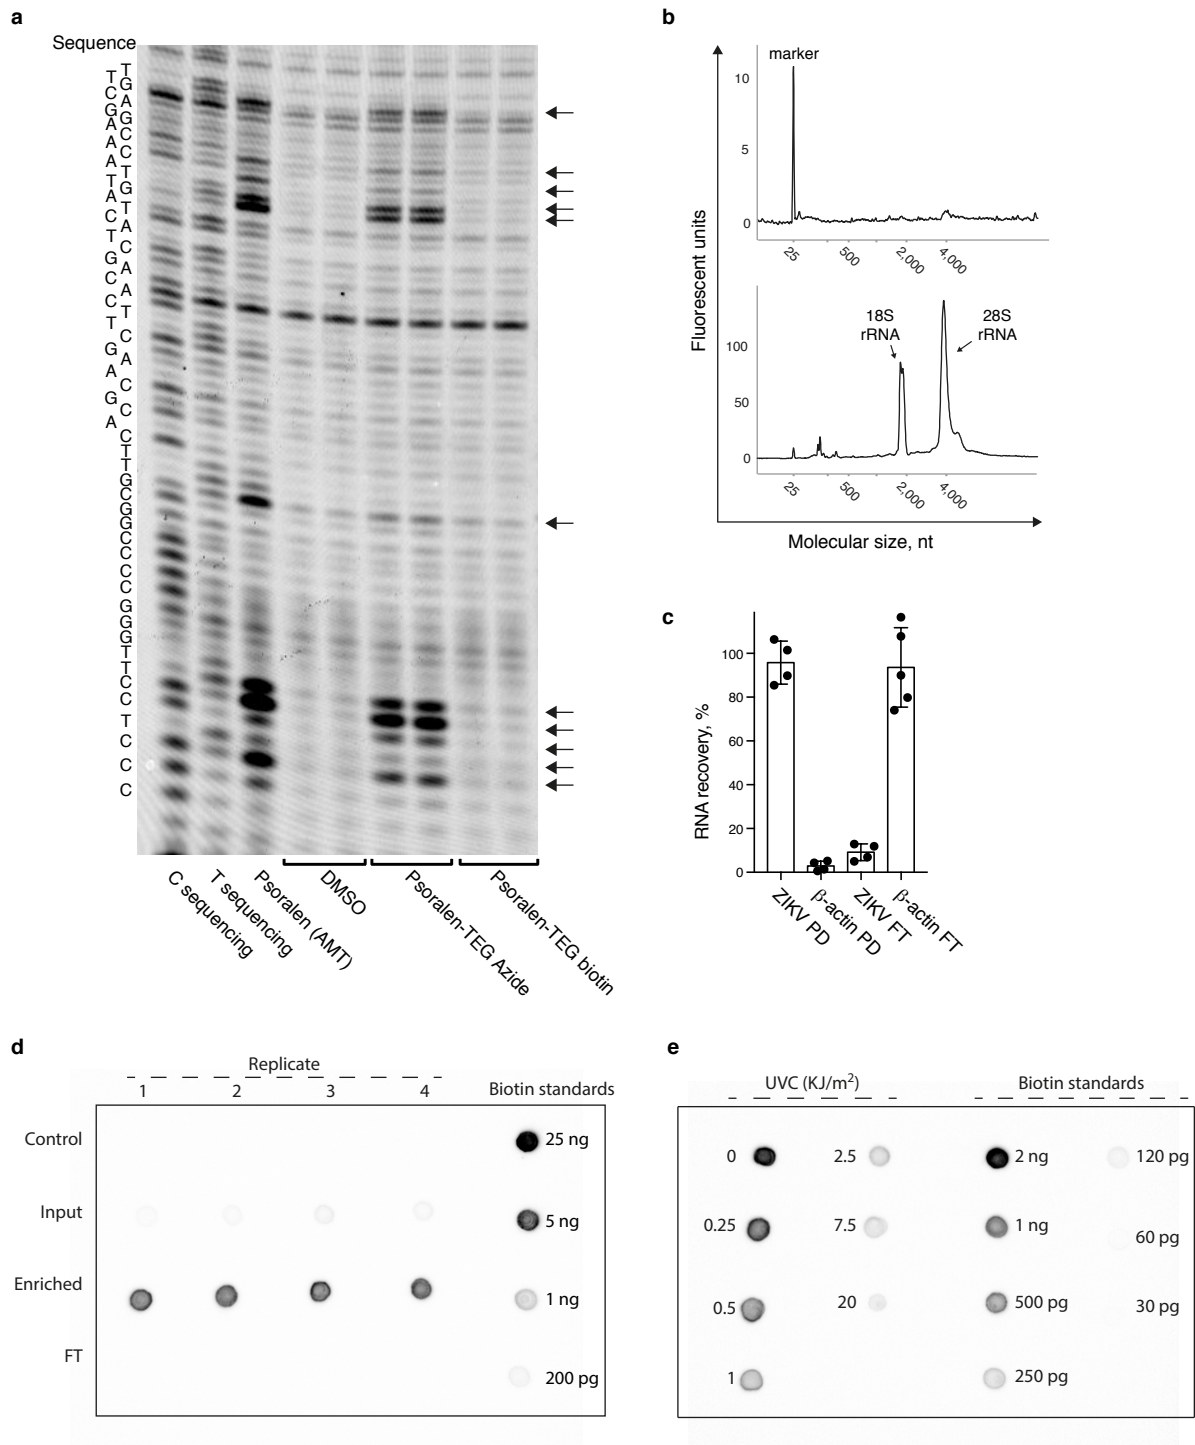 a
Sequence
T
T
G
C
A
G
G
A
C
A
C
A
T
T
G
A
T
C
A
T
C
G
A
C
A
C
T
T
C
G
A
A
C
G
C
A
C
T
T
G
C
G
G
C
C
C
C
G
G
G
T
T
C
C
T
C
C
C
C sequencing
T sequencing
Psoralen (AMT)
DMSO
Psoralen-TEG Azide
Psoralen-TEG biotin
b
Fluorescent units
marker
10
5
0
25 500 2,000 4,000
18S rRNA
28S rRNA
100
50
0
25 500 2,000 4,000
Molecular size, nt
c
RNA recovery, %
100
80
60
40
20
0
ZIKV PD
β-actin PD
ZIKV FT
β-actin FT
d
Replicate
1 2 3 4 Biotin standards
Control 25 ng
Input 5 ng
Enriched 1 ng
FT 200 pg
e
UVC (KJ/m²) Biotin standards
0 2.5 2 ng 120 pg
0.25 7.5 1 ng 60 pg
0.5 20 500 pg 30 pg
1 250 pg